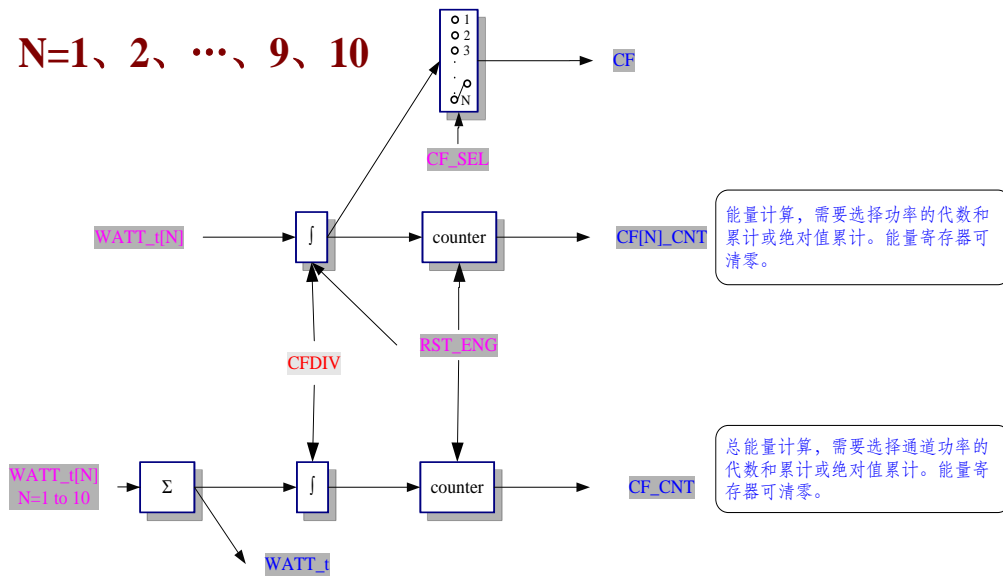 N=1、2、…、9、10
1
2
3
.
.
.
N
CF
CF_SEL
WATT_t[N]
∫
counter
CF[N]_CNT
能量计算，需要选择功率的代数和
累计或绝对值累计。能量寄存器可
清零。
CFDIV
RST_ENG
WATT_t[N]
N=1 to 10
Σ
∫
counter
CF_CNT
总能量计算，需要选择通道功率的
代数和累计或绝对值累计。能量寄
存器可清零。
WATT_t